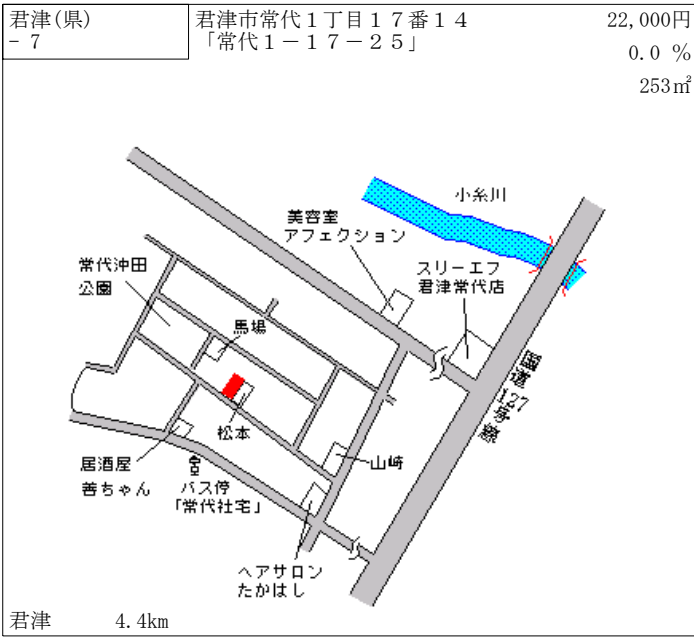 君津(県)
- 7
君津市常代１丁目１７番１４
「常代１－１７－２５」
22,000円
0.0 %
253㎡
小糸川
美容室
アフェクション
スリーエフ
君津常代店
常代沖田
公園
馬場
国道127号線
松本
山崎
居酒屋
善ちゃん
バス停
「常代社宅」
ヘアサロン
たかはし
君津 4.4km